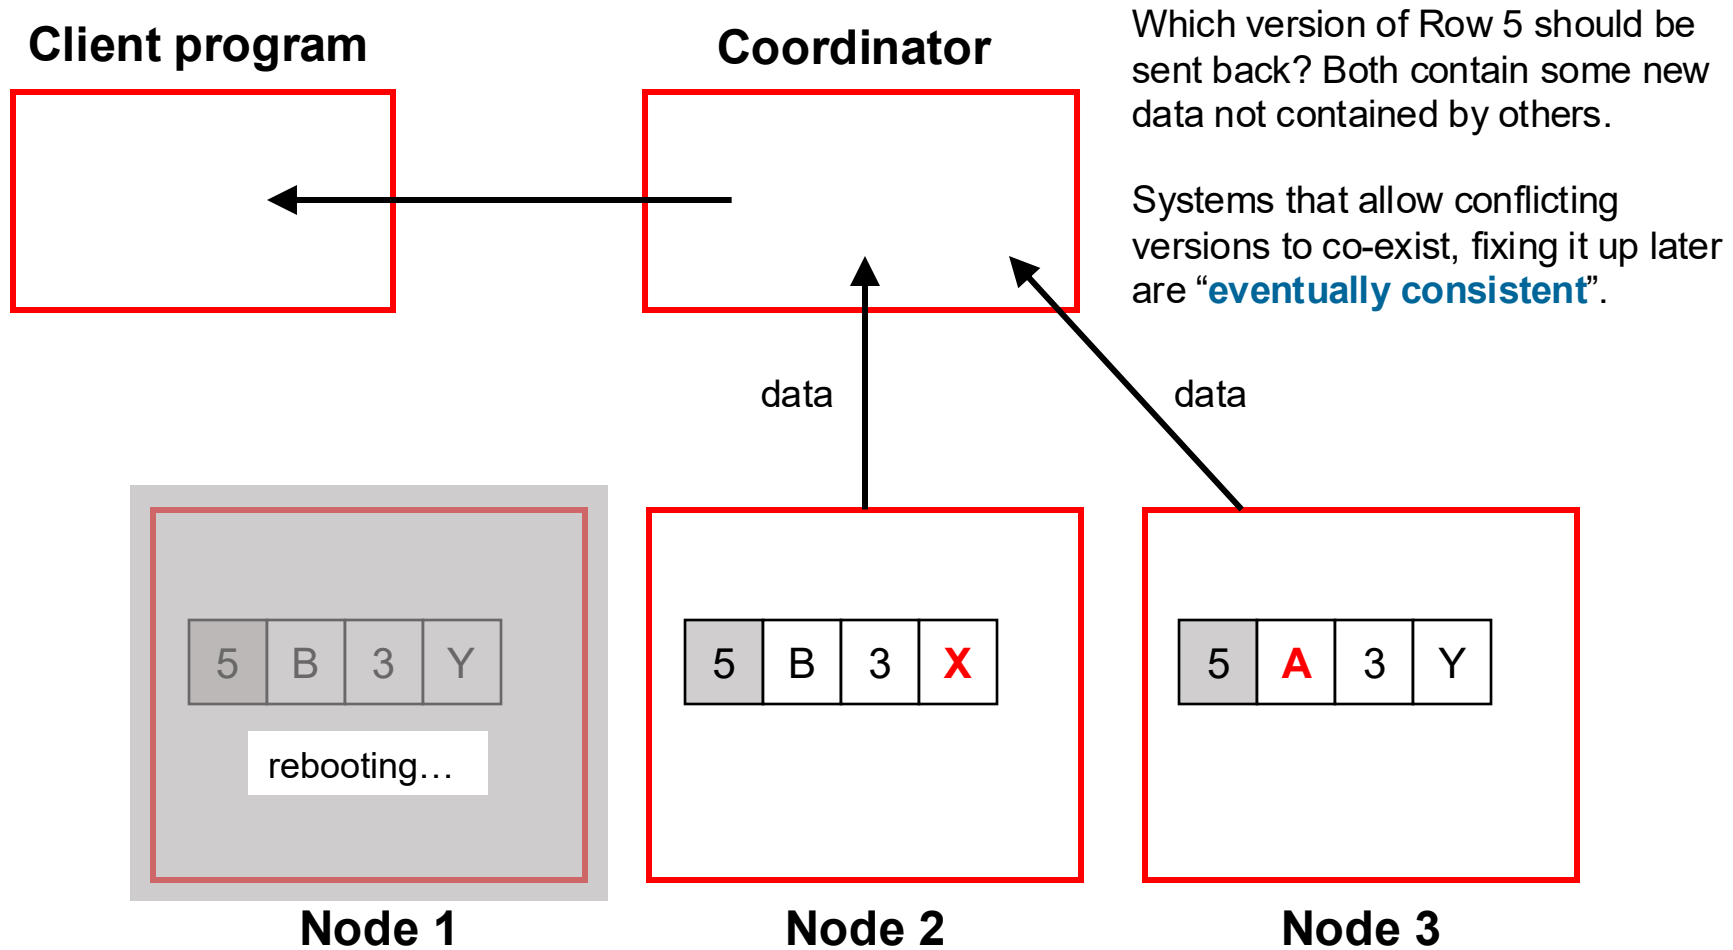 Client program
Coordinator
Which version of Row 5 should be
sent back? Both contain some new
data not contained by others.
Systems that allow conflicting
versions to co-exist, fixing it up later
are “eventually consistent”.
data
data
5 B 3 Y
rebooting…
5 B 3 X
5 A 3 Y
Node 1
Node 2
Node 3